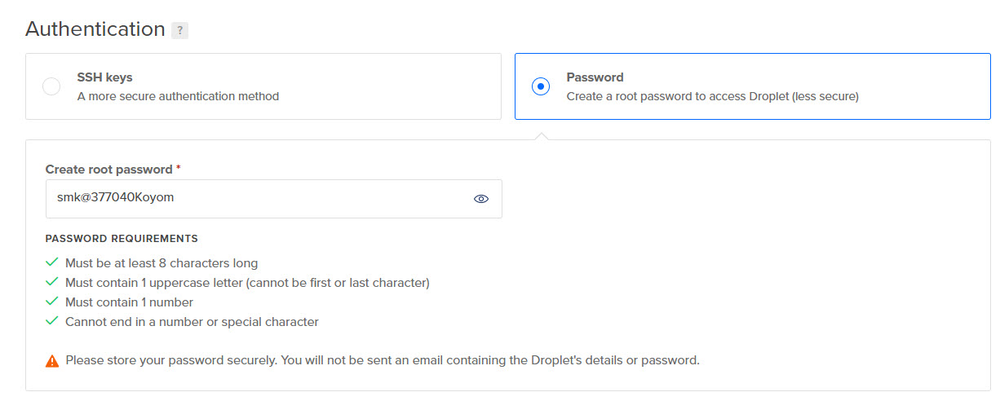 Authentication ?
SSH keys
A more secure authentication method
Password
Create a root password to access Droplet (less secure)
Create root password *
smk@377040Koyom
PASSWORD REQUIREMENTS
Must be at least 8 characters long
Must contain 1 uppercase letter (cannot be first or last character)
Must contain 1 number
Cannot end in a number or special character
Please store your password securely. You will not be sent an email containing the Droplet's details or password.